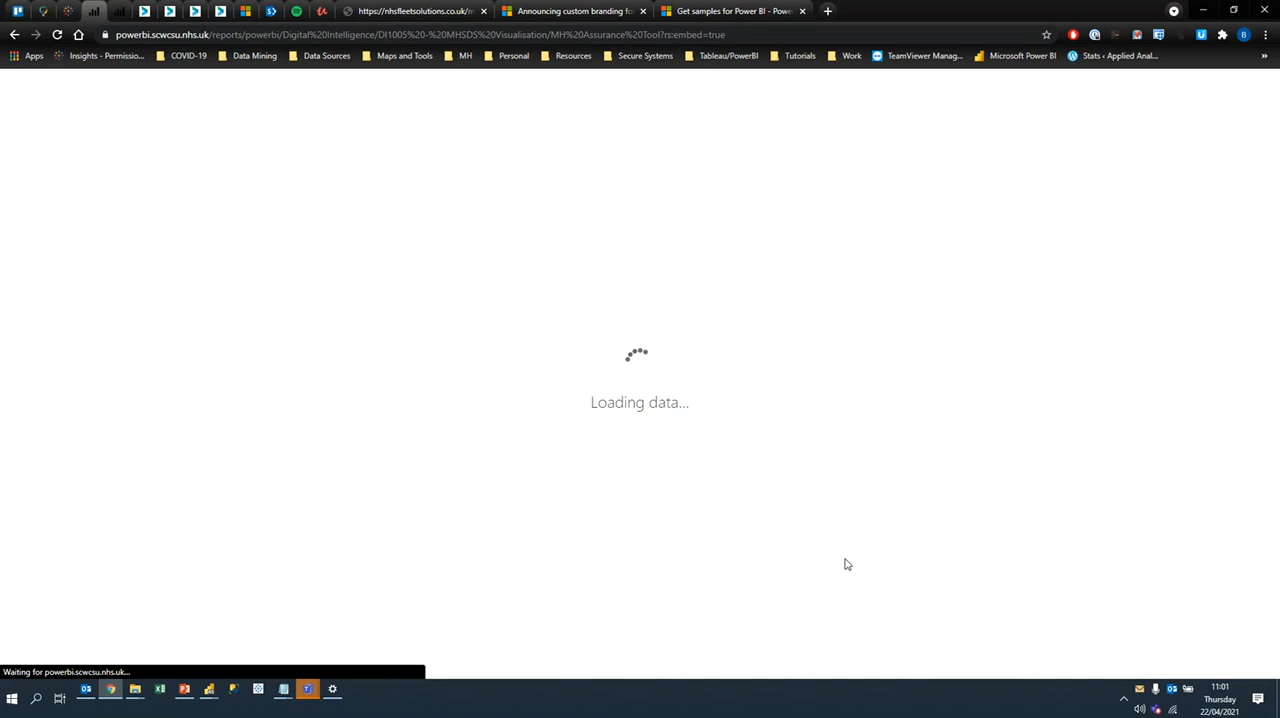 https://nhsfleetsolutions.co.uk/m
Announcing custom branding fo
Get samples for Power BI - Powe
powerbi.scwcsu.nhs.uk/reports/powerbi/Digital%20Intelligence/DI1005%20-%20MHSDS%20Visualisation/MH%20Assurance%20Tool?rs:embed=true
Apps Insights - Permissio... COVID-19 Data Mining Data Sources Maps and Tools MH Personal Resources Secure Systems Tableau/PowerBI Tutorials Work TeamViewer Manag... Microsoft Power BI Stats ‹ Applied Anal... »
Loading data...
Waiting for powerbi.scwcsu.nhs.uk...
11:01
Thursday
22/04/2021